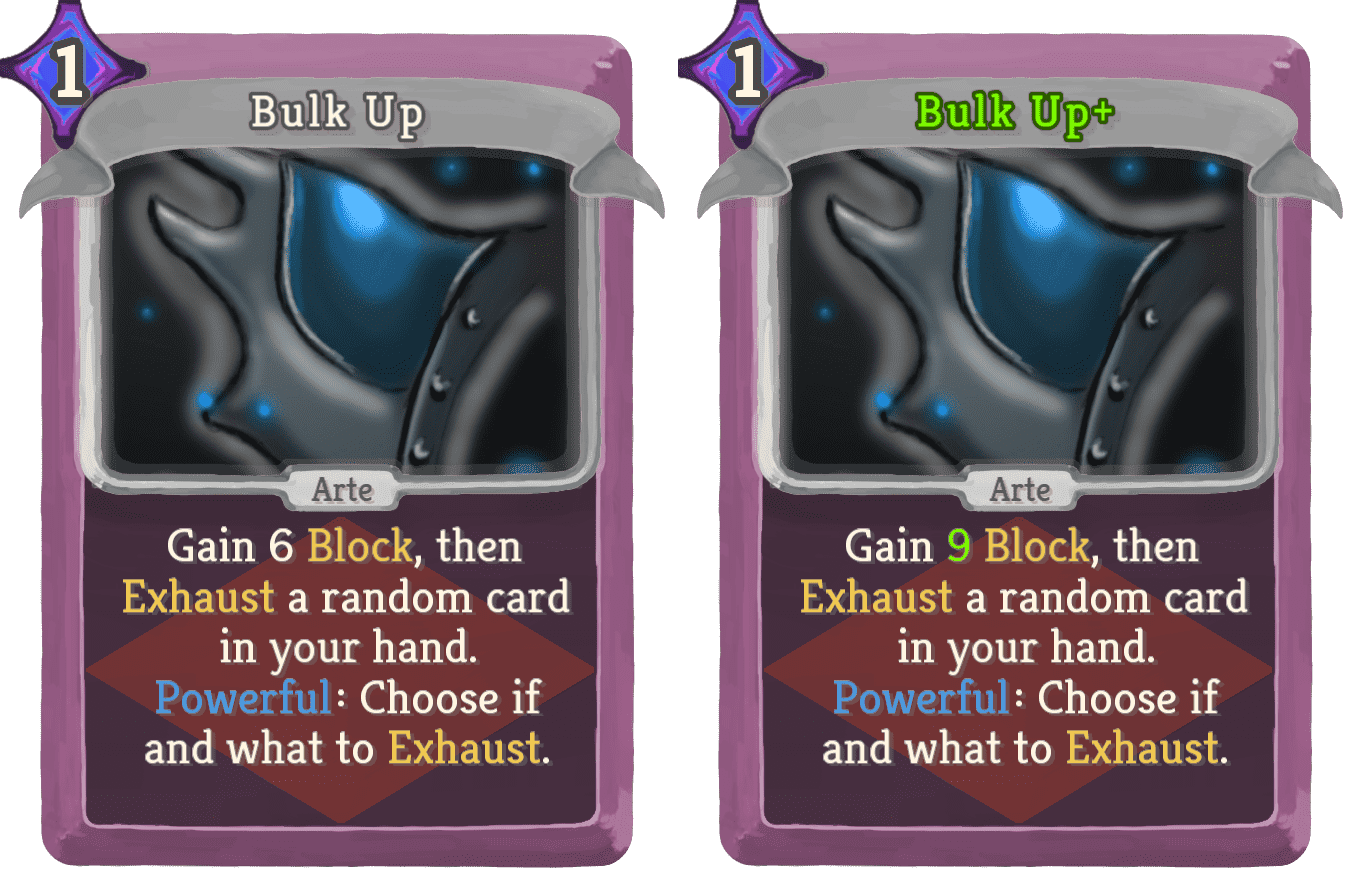 1
Bulk Up
Arte
Gain 6 Block, then
Exhaust a random card
in your hand.
Powerful: Choose if
and what to Exhaust.
1
Bulk Up+
Arte
Gain 9 Block, then
Exhaust a random card
in your hand.
Powerful: Choose if
and what to Exhaust.